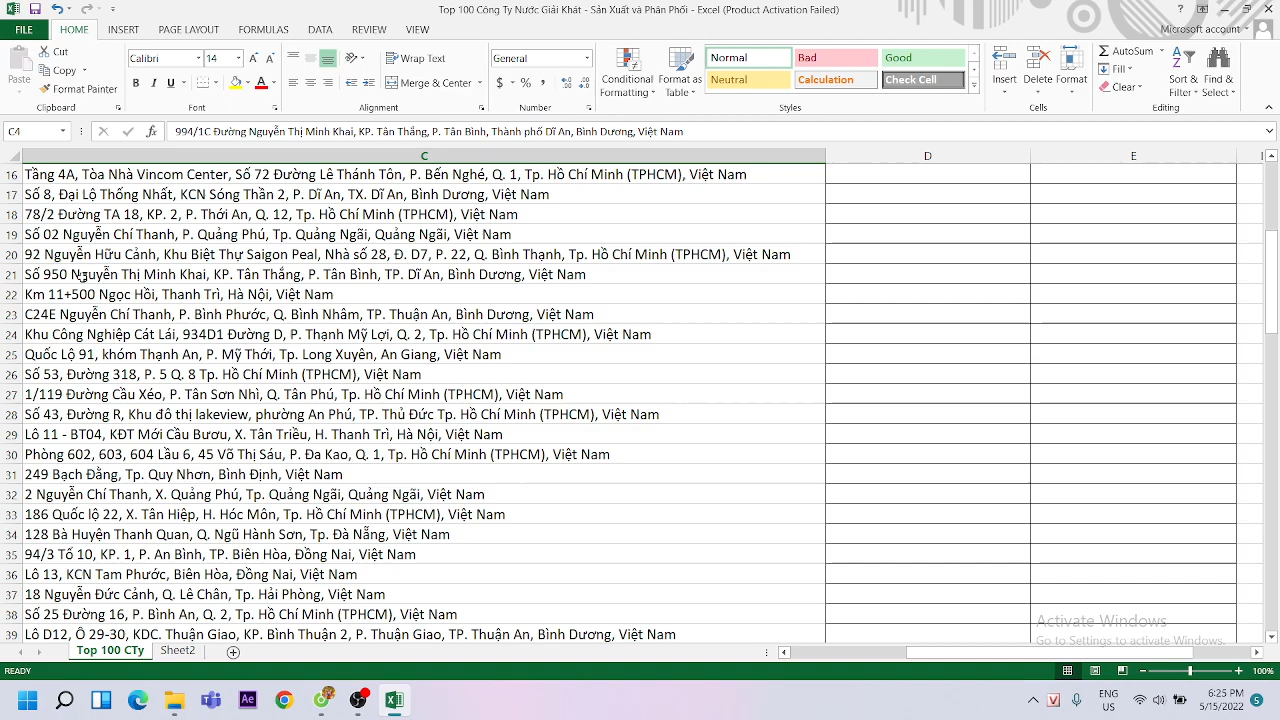 Top 100 Công Ty Nước Giải Khát - Sản Xuất và Phân Phối - Excel (Product Activation Failed)
FILE HOME INSERT PAGE LAYOUT FORMULAS DATA REVIEW VIEW Microsoft account
Paste Cut Copy Format Painter Clipboard
Calibri 14 B I U A Font
Wrap Text Merge & Center Alignment
General $ % , Number
Conditional Formatting Format as Table
Normal Bad Good
Neutral Calculation Check Cell
Styles
Insert Delete Format Cells
AutoSum Fill Clear Sort & Filter Find & Select Editing
C4 fx 994/1C Đường Nguyễn Thị Minh Khai, KP. Tân Thắng, P. Tân Bình, Thành phố Dĩ An, Bình Dương, Việt Nam
C D E
16 Tầng 4A, Tòa Nhà Vincom Center, Số 72 Đường Lê Thánh Tôn, P. Bến Nghé, Q. 1, Tp. Hồ Chí Minh (TPHCM), Việt Nam
17 Số 8, Đại Lộ Thống Nhất, KCN Sóng Thần 2, P. Dĩ An, TX. Dĩ An, Bình Dương, Việt Nam
18 78/2 Đường TA 18, KP. 2, P. Thới An, Q. 12, Tp. Hồ Chí Minh (TPHCM), Việt Nam
19 Số 02 Nguyễn Chí Thanh, P. Quảng Phú, Tp. Quảng Ngãi, Quảng Ngãi, Việt Nam
20 92 Nguyễn Hữu Cảnh, Khu Biệt Thự Saigon Peal, Nhà số 28, Đ. D7, P. 22, Q. Bình Thạnh, Tp. Hồ Chí Minh (TPHCM), Việt Nam
21 Số 950 Nguyễn Thị Minh Khai, KP. Tân Thắng, P. Tân Bình, TP. Dĩ An, Bình Dương, Việt Nam
22 Km 11+500 Ngọc Hồi, Thanh Trì, Hà Nội, Việt Nam
23 C24E Nguyễn Chí Thanh, P. Bình Phước, Q. Bình Nhâm, TP. Thuận An, Bình Dương, Việt Nam
24 Khu Công Nghiệp Cát Lái, 934D1 Đường D, P. Thạnh Mỹ Lợi, Q. 2, Tp. Hồ Chí Minh (TPHCM), Việt Nam
25 Quốc Lộ 91, khóm Thạnh An, P. Mỹ Thới, Tp. Long Xuyên, An Giang, Việt Nam
26 Số 53, Đường 318, P. 5 Q. 8 Tp. Hồ Chí Minh (TPHCM), Việt Nam
27 1/119 Đường Cầu Xéo, P. Tân Sơn Nhì, Q. Tân Phú, Tp. Hồ Chí Minh (TPHCM), Việt Nam
28 Số 43, Đường R, Khu đô thị lakeview, phường An Phú, TP. Thủ Đức Tp. Hồ Chí Minh (TPHCM), Việt Nam
29 Lô 11 - BT04, KĐT Mới Cầu Bươu, X. Tân Triều, H. Thanh Trì, Hà Nội, Việt Nam
30 Phòng 602, 603, 604 Lầu 6, 45 Võ Thị Sáu, P. Đa Kao, Q. 1, Tp. Hồ Chí Minh (TPHCM), Việt Nam
31 249 Bạch Đằng, Tp. Quy Nhơn, Bình Định, Việt Nam
32 2 Nguyễn Chí Thanh, X. Quảng Phú, Tp. Quảng Ngãi, Quảng Ngãi, Việt Nam
33 186 Quốc lộ 22, X. Tân Hiệp, H. Hóc Môn, Tp. Hồ Chí Minh (TPHCM), Việt Nam
34 128 Bà Huyện Thanh Quan, Q. Ngũ Hành Sơn, Tp. Đà Nẵng, Việt Nam
35 94/3 Tổ 10, KP. 1, P. An Bình, TP. Biên Hòa, Đồng Nai, Việt Nam
36 Lô 13, KCN Tam Phước, Biên Hòa, Đồng Nai, Việt Nam
37 18 Nguyễn Đức Cảnh, Q. Lê Chân, Tp. Hải Phòng, Việt Nam
38 Số 25 Đường 16, P. Bình An, Q. 2, Tp. Hồ Chí Minh (TPHCM), Việt Nam
39 Lô D12, Ô 29-30, KDC. Thuận Giao, KP. Bình Thuận 2, P. Thuận Giao, TP. Thuận An, Bình Dương, Việt Nam
Activate Windows
Go to Settings to activate Windows.
Top 100 CTy Sheet2
READY 100%
Ae V ENG US 6:25 PM 5/15/2022 5